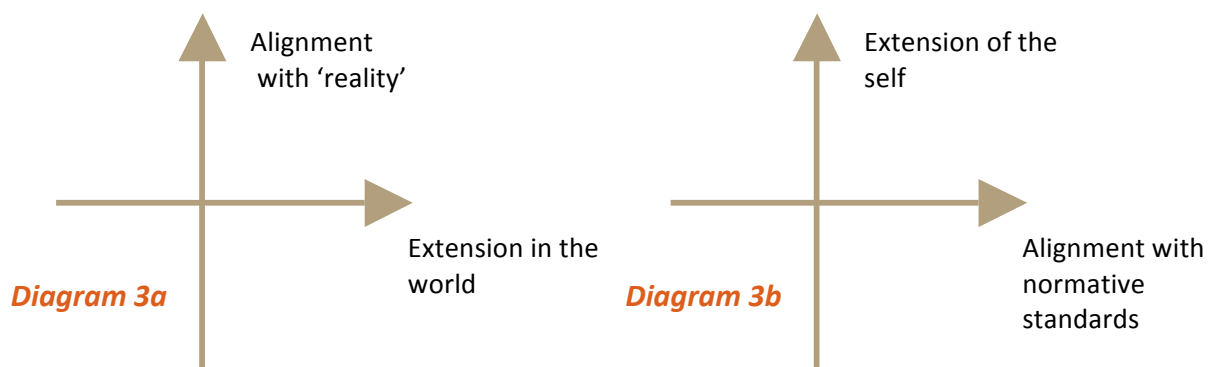 Alignment
with ‘reality’
Extension in the
world
Diagram 3a
Extension of the
self
Alignment with
normative
standards
Diagram 3b